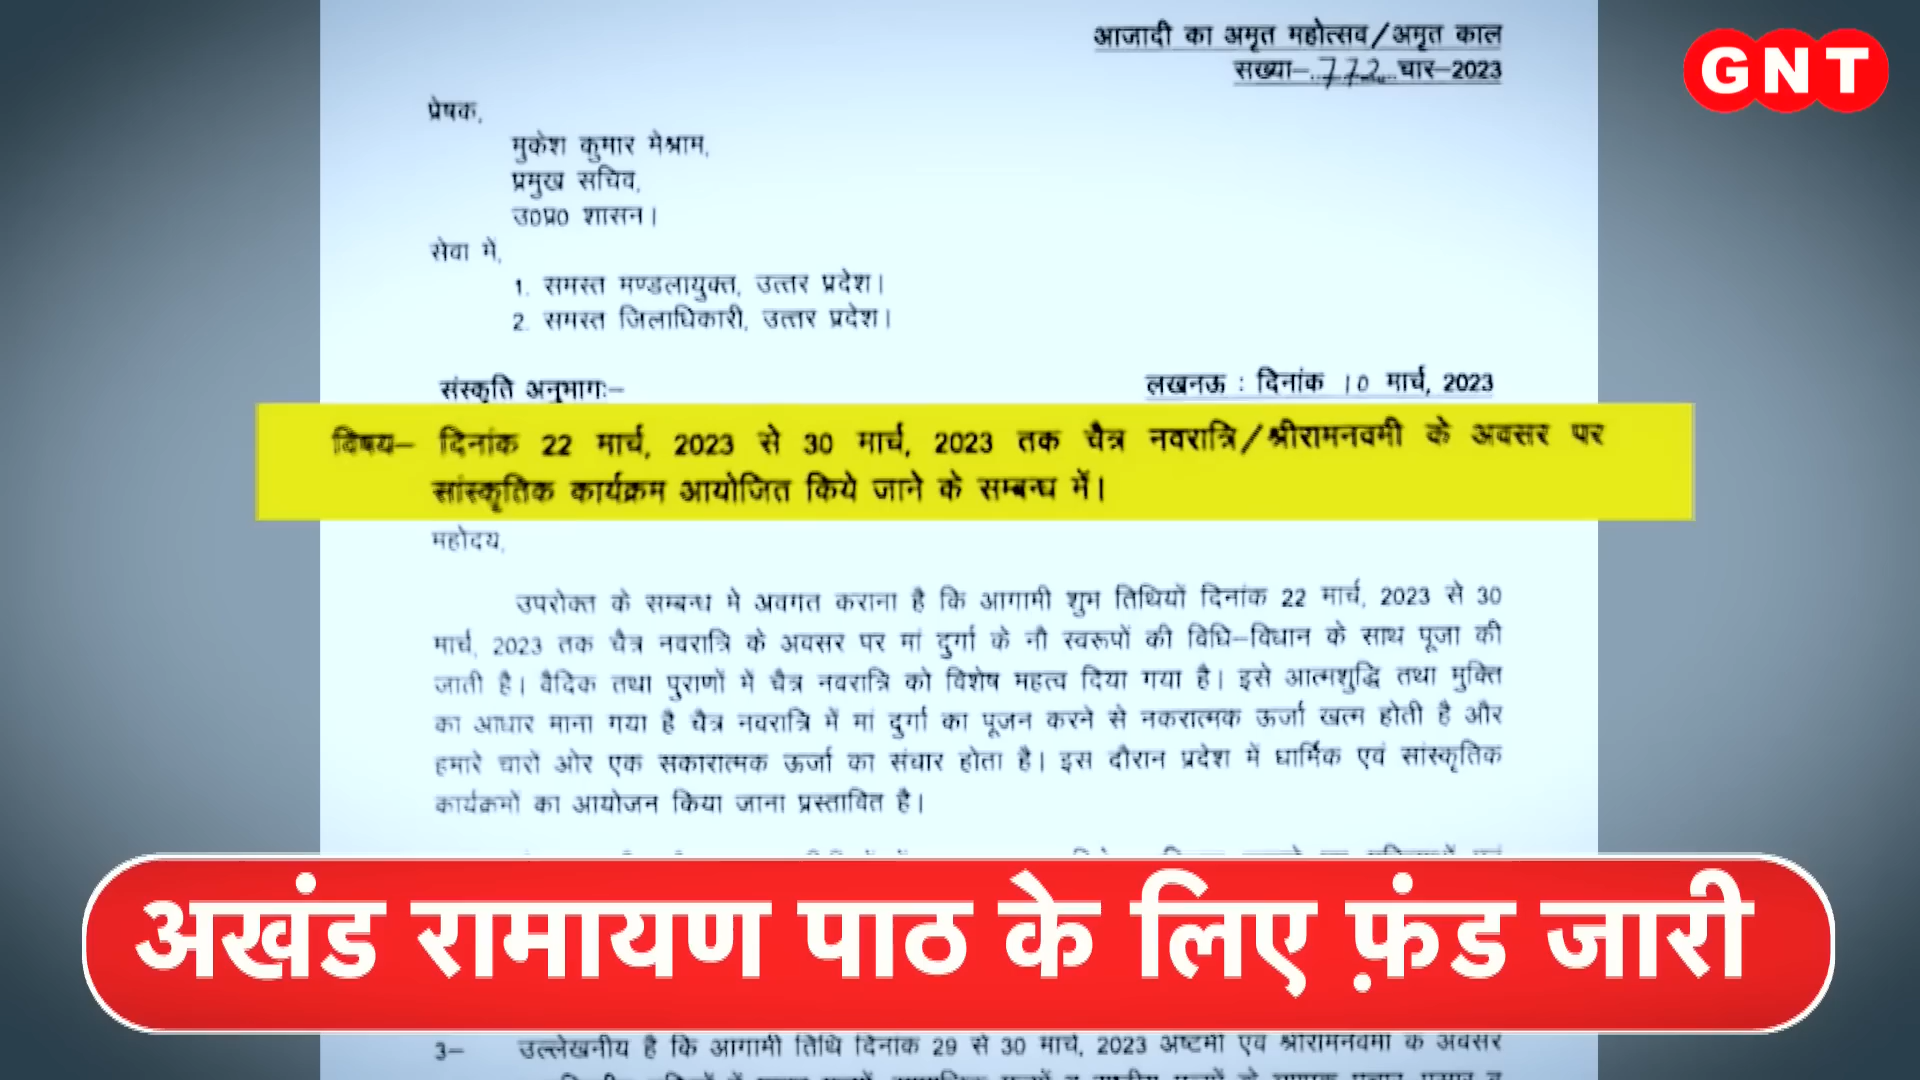 आजादी का अमृत महोत्सव/अमृत काल
सख्या–...772...चार–2023
GNT
प्रेषक,
मुकेश कुमार मेश्राम,
प्रमुख सचिव,
उ0प्र0 शासन।
सेवा में,
1. समस्त मण्डलायुक्त, उत्तर प्रदेश।
2. समस्त जिलाधिकारी, उत्तर प्रदेश।
संस्कृति अनुभागः–
लखनऊ : दिनांक 10 मार्च, 2023
विषय– दिनांक 22 मार्च, 2023 से 30 मार्च, 2023 तक चैत्र नवरात्रि/श्रीरामनवमी के अवसर पर
सांस्कृतिक कार्यक्रम आयोजित किये जाने के सम्बन्ध में।
महोदय,
उपरोक्त के सम्बन्ध मे अवगत कराना है कि आगामी शुभ तिथियों दिनांक 22 मार्च, 2023 से 30
मार्च, 2023 तक चैत्र नवरात्रि के अवसर पर मां दुर्गा के नौ स्वरूपों की विधि–विधान के साथ पूजा की
जाती है। वैदिक तथा पुराणों में चैत्र नवरात्रि को विशेष महत्व दिया गया है। इसे आत्मशुद्धि तथा मुक्ति
का आधार माना गया है चैत्र नवरात्रि में मां दुर्गा का पूजन करने से नकरात्मक ऊर्जा खत्म होती है और
हमारे चारों ओर एक सकारात्मक ऊर्जा का संचार होता है। इस दौरान प्रदेश में धार्मिक एवं सांस्कृतिक
कार्यक्रमों का आयोजन किया जाना प्रस्तावित है।
अखंड रामायण पाठ के लिए फ़ंड जारी
3– उल्लेखनीय है कि आगामी तिथि दिनांक 29 से 30 मार्च, 2023 अष्टमी एवं श्रीरामनवमी के अवसर